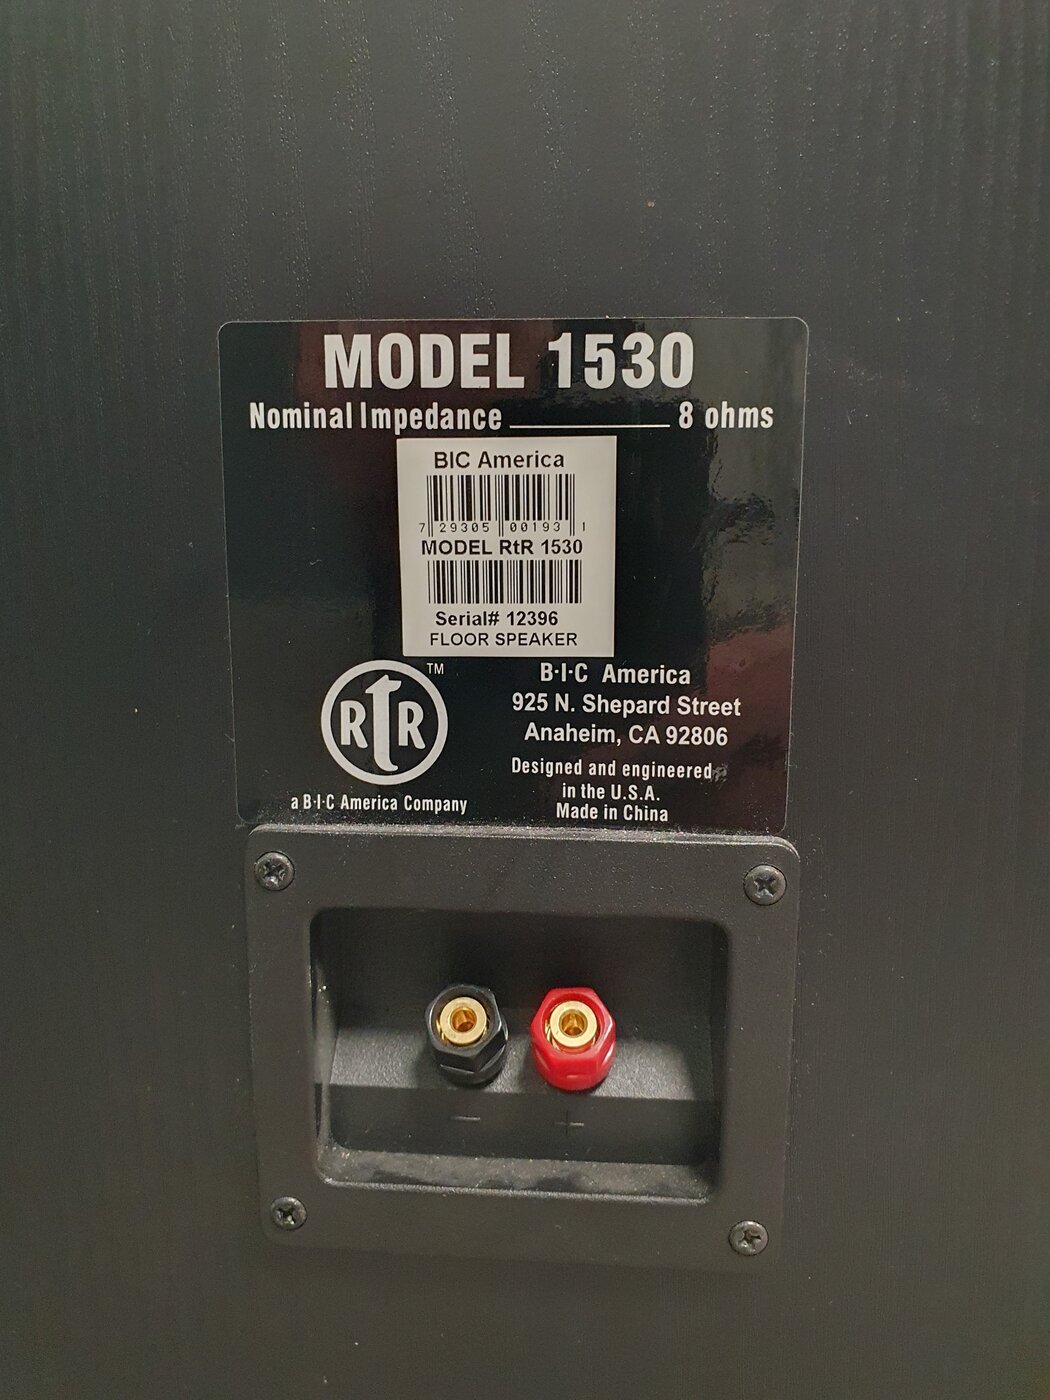 MODEL 1530
Nominal Impedance 8 ohms
BIC America
7 29305 00193 1
MODEL RtR 1530
Serial# 12396
FLOOR SPEAKER
RTR TM
a B·I·C America Company
B·I·C America
925 N. Shepard Street
Anaheim, CA 92806
Designed and engineered
in the U.S.A.
Made in China
− +